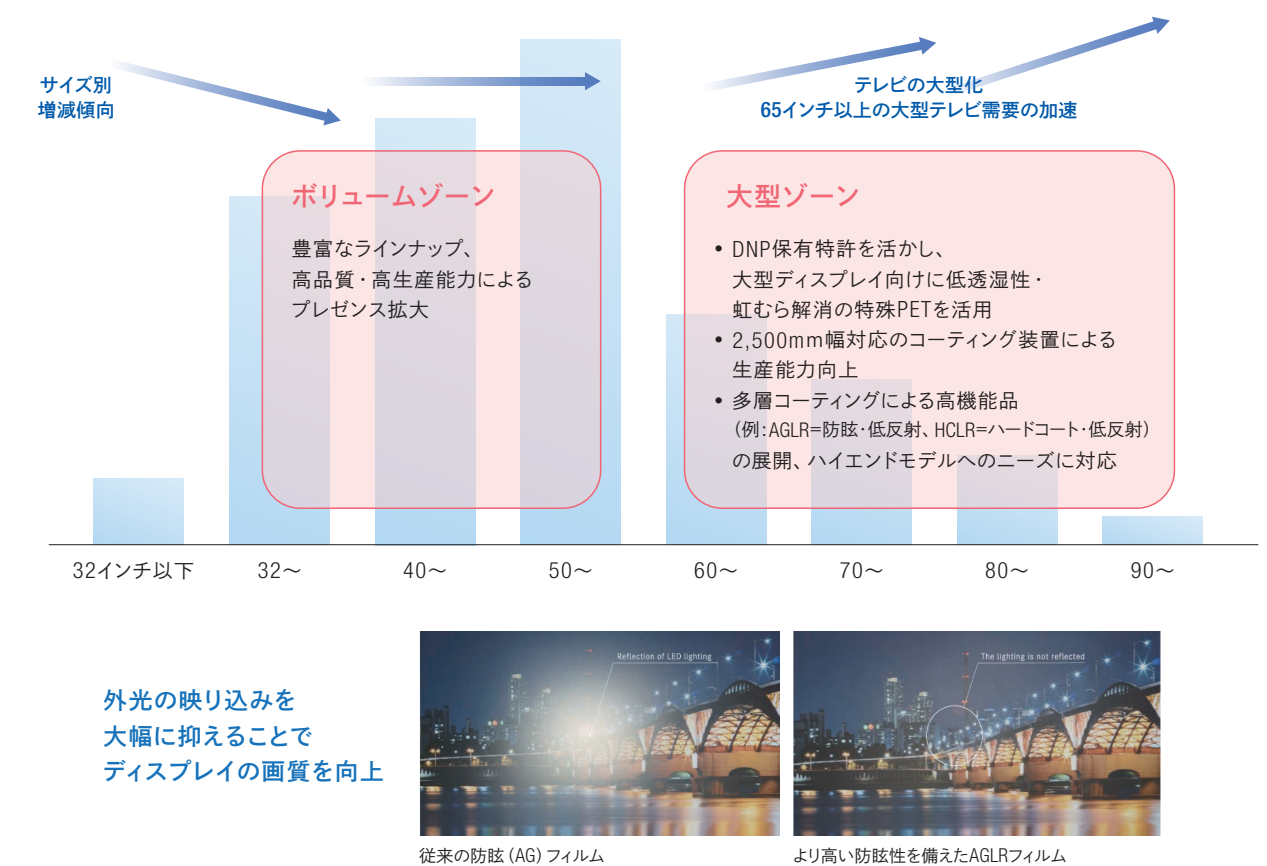 サイズ別
増減傾向
テレビの大型化
65インチ以上の大型テレビ需要の加速
ボリュームゾーン
豊富なラインナップ、
高品質・高生産能力による
プレゼンス拡大
大型ゾーン
• DNP保有特許を活かし、
大型ディスプレイ向けに低透湿性・
虹むら解消の特殊PETを活用
• 2,500mm幅対応のコーティング装置による
生産能力向上
• 多層コーティングによる高機能品
(例:AGLR=防眩・低反射、HCLR=ハードコート・低反射)
の展開、ハイエンドモデルへのニーズに対応
32インチ以下 32〜 40〜 50〜 60〜 70〜 80〜 90〜
外光の映り込みを
大幅に抑えることで
ディスプレイの画質を向上
Reflection of LED lighting
The lighting is not reflected
従来の防眩(AG)フィルム
より高い防眩性を備えたAGLRフィルム